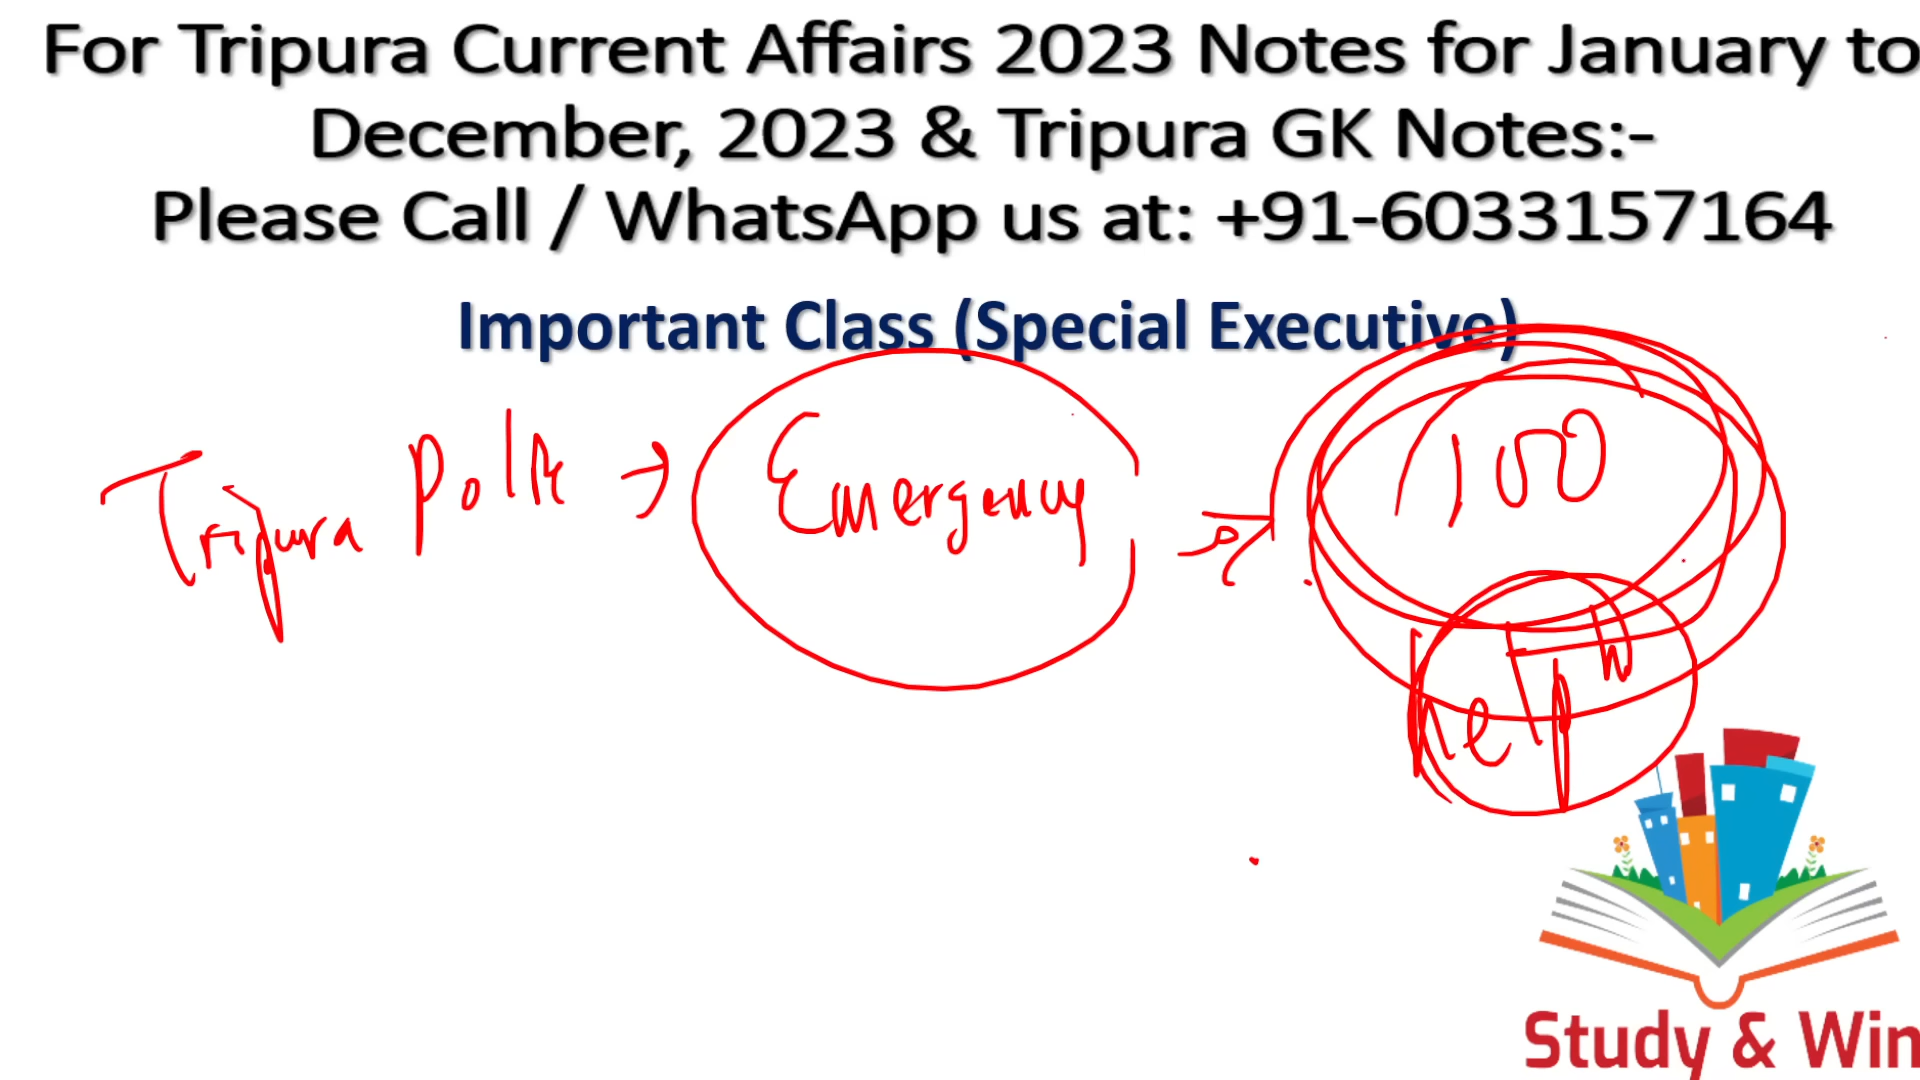 For Tripura Current Affairs 2023 Notes for January to
December, 2023 & Tripura GK Notes:-
Please Call / WhatsApp us at: +91-6033157164
Important Class (Special Executive)
Tripura → Emergency → 100
help
Study & Win